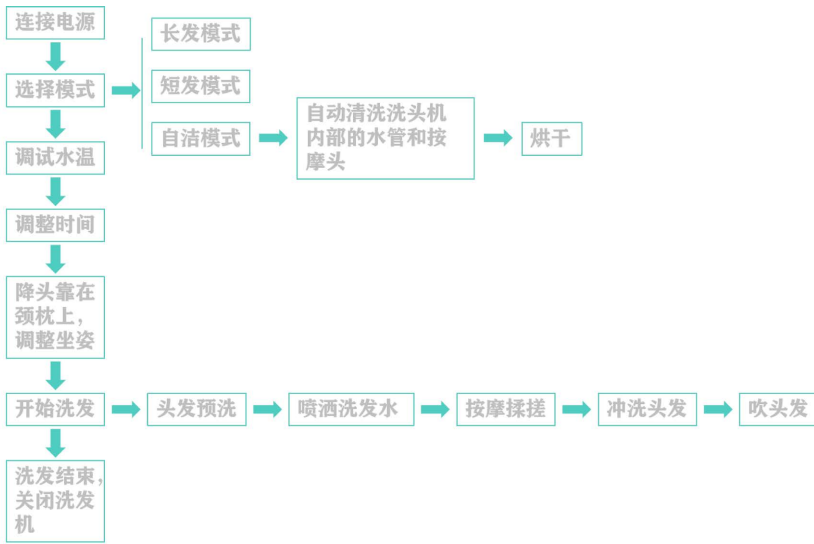 连接电源
选择模式
长发模式
短发模式
自洁模式
自动清洗洗头机
内部的水管和按
摩头
烘干
调试水温
调整时间
降头靠在
颈枕上，
调整坐姿
开始洗发
头发预洗
喷洒洗发水
按摩揉搓
冲洗头发
吹头发
洗发结束，
关闭洗发
机